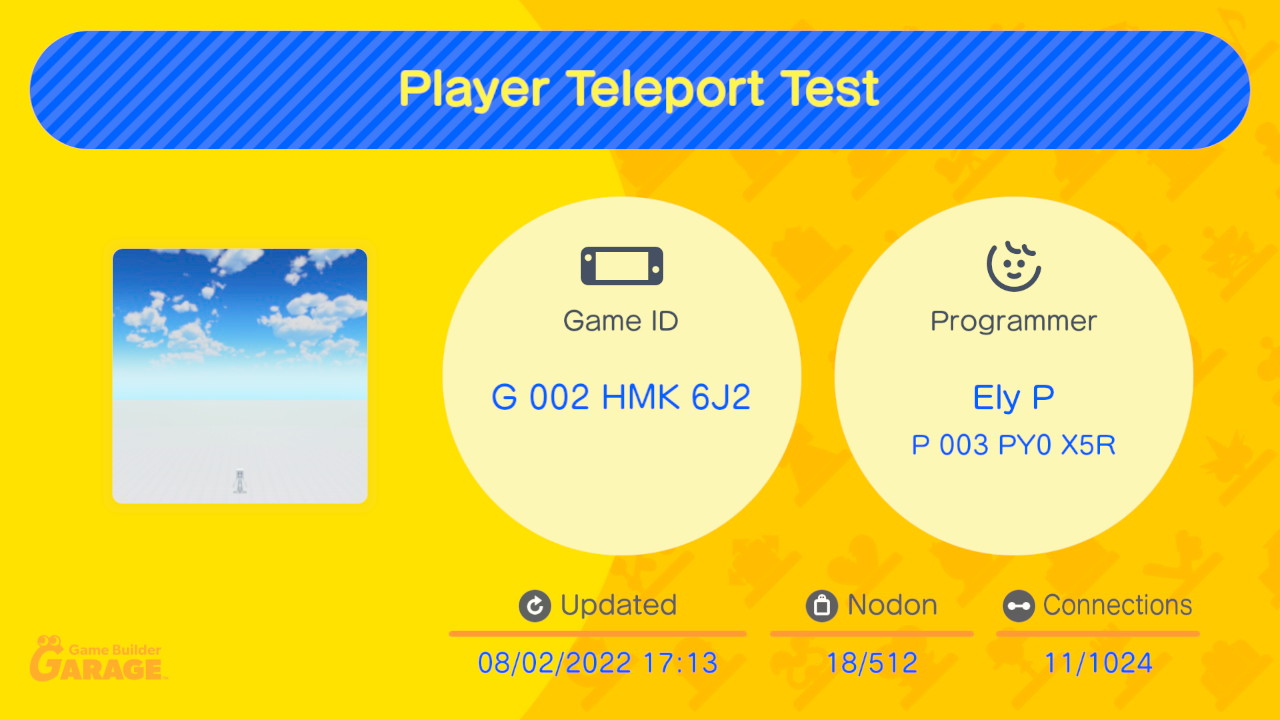 Player Teleport Test
Game ID
G 002 HMK 6J2
Programmer
Ely P
P 003 PY0 X5R
Updated
08/02/2022 17:13
Nodon
18/512
Connections
11/1024
Game Builder
GARAGE™